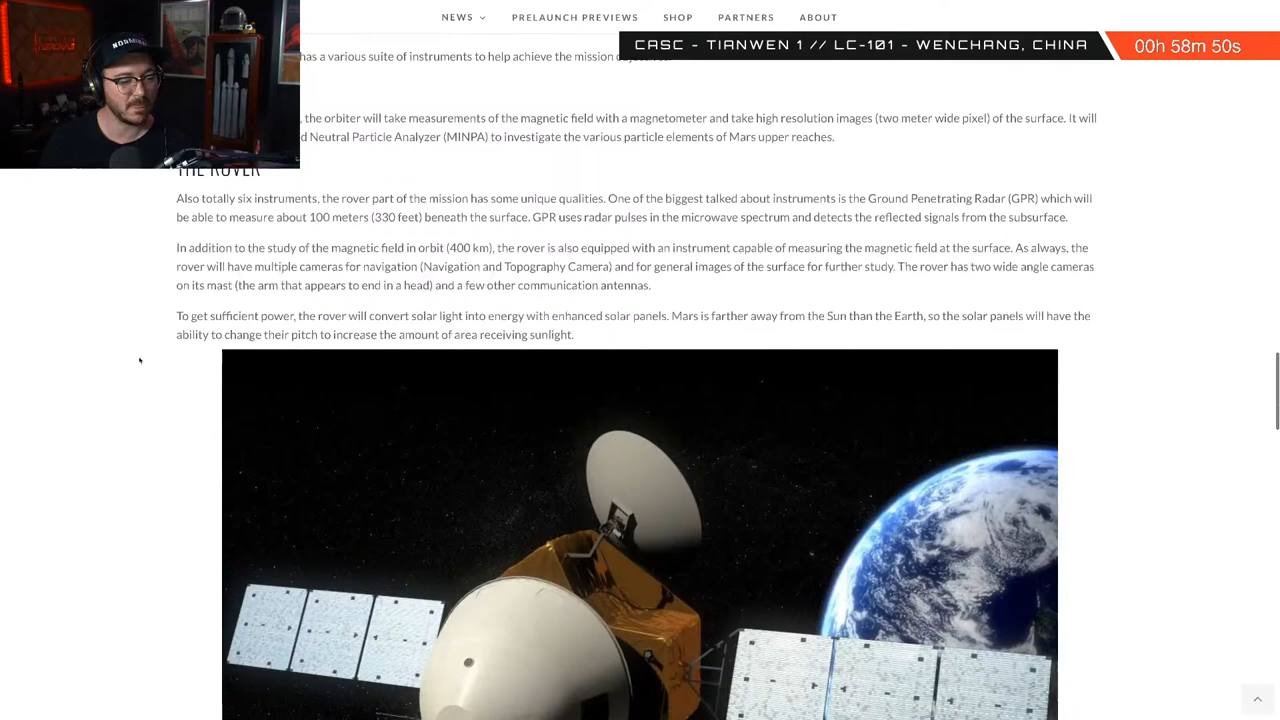 NEWS PRELAUNCH PREVIEWS SHOP PARTNERS ABOUT
CASC - TIANWEN 1 // LC-101 - WENCHANG, CHINA 00h 58m 50s
NOMINAL
has a various suite of instruments to help achieve the mission
, the orbiter will take measurements of the magnetic field with a magnetometer and take high resolution images (two meter wide pixel) of the surface. It will
d Neutral Particle Analyzer (MINPA) to investigate the various particle elements of Mars upper reaches.
THE ROVER
Also totally six instruments, the rover part of the mission has some unique qualities. One of the biggest talked about instruments is the Ground Penetrating Radar (GPR) which will
be able to measure about 100 meters (330 feet) beneath the surface. GPR uses radar pulses in the microwave spectrum and detects the reflected signals from the subsurface.
In addition to the study of the magnetic field in orbit (400 km), the rover is also equipped with an instrument capable of measuring the magnetic field at the surface. As always, the
rover will have multiple cameras for navigation (Navigation and Topography Camera) and for general images of the surface for further study. The rover has two wide angle cameras
on its mast (the arm that appears to end in a head) and a few other communication antennas.
To get sufficient power, the rover will convert solar light into energy with enhanced solar panels. Mars is farther away from the Sun than the Earth, so the solar panels will have the
ability to change their pitch to increase the amount of area receiving sunlight.